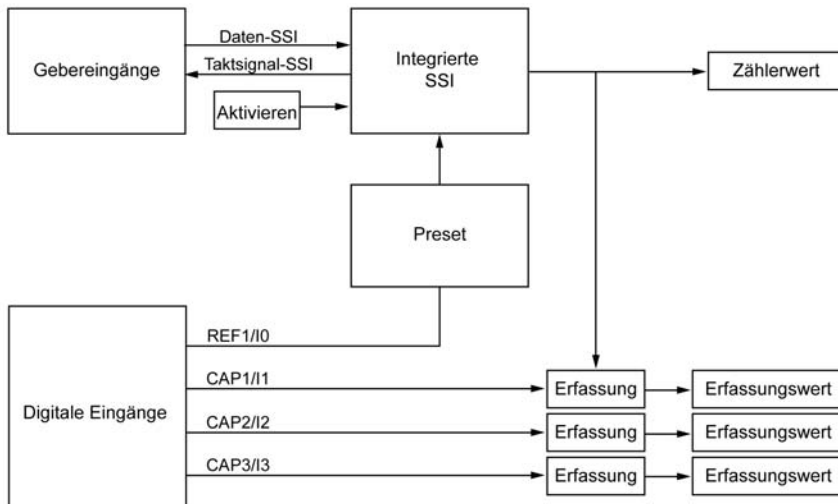 Gebereingänge
Daten-SSI
Taktsignal-SSI
Aktivieren
Integrierte
SSI
Zählerwert
Preset
Digitale Eingänge
REF1/I0
CAP1/I1
Erfassung
Erfassungswert
CAP2/I2
Erfassung
Erfassungswert
CAP3/I3
Erfassung
Erfassungswert